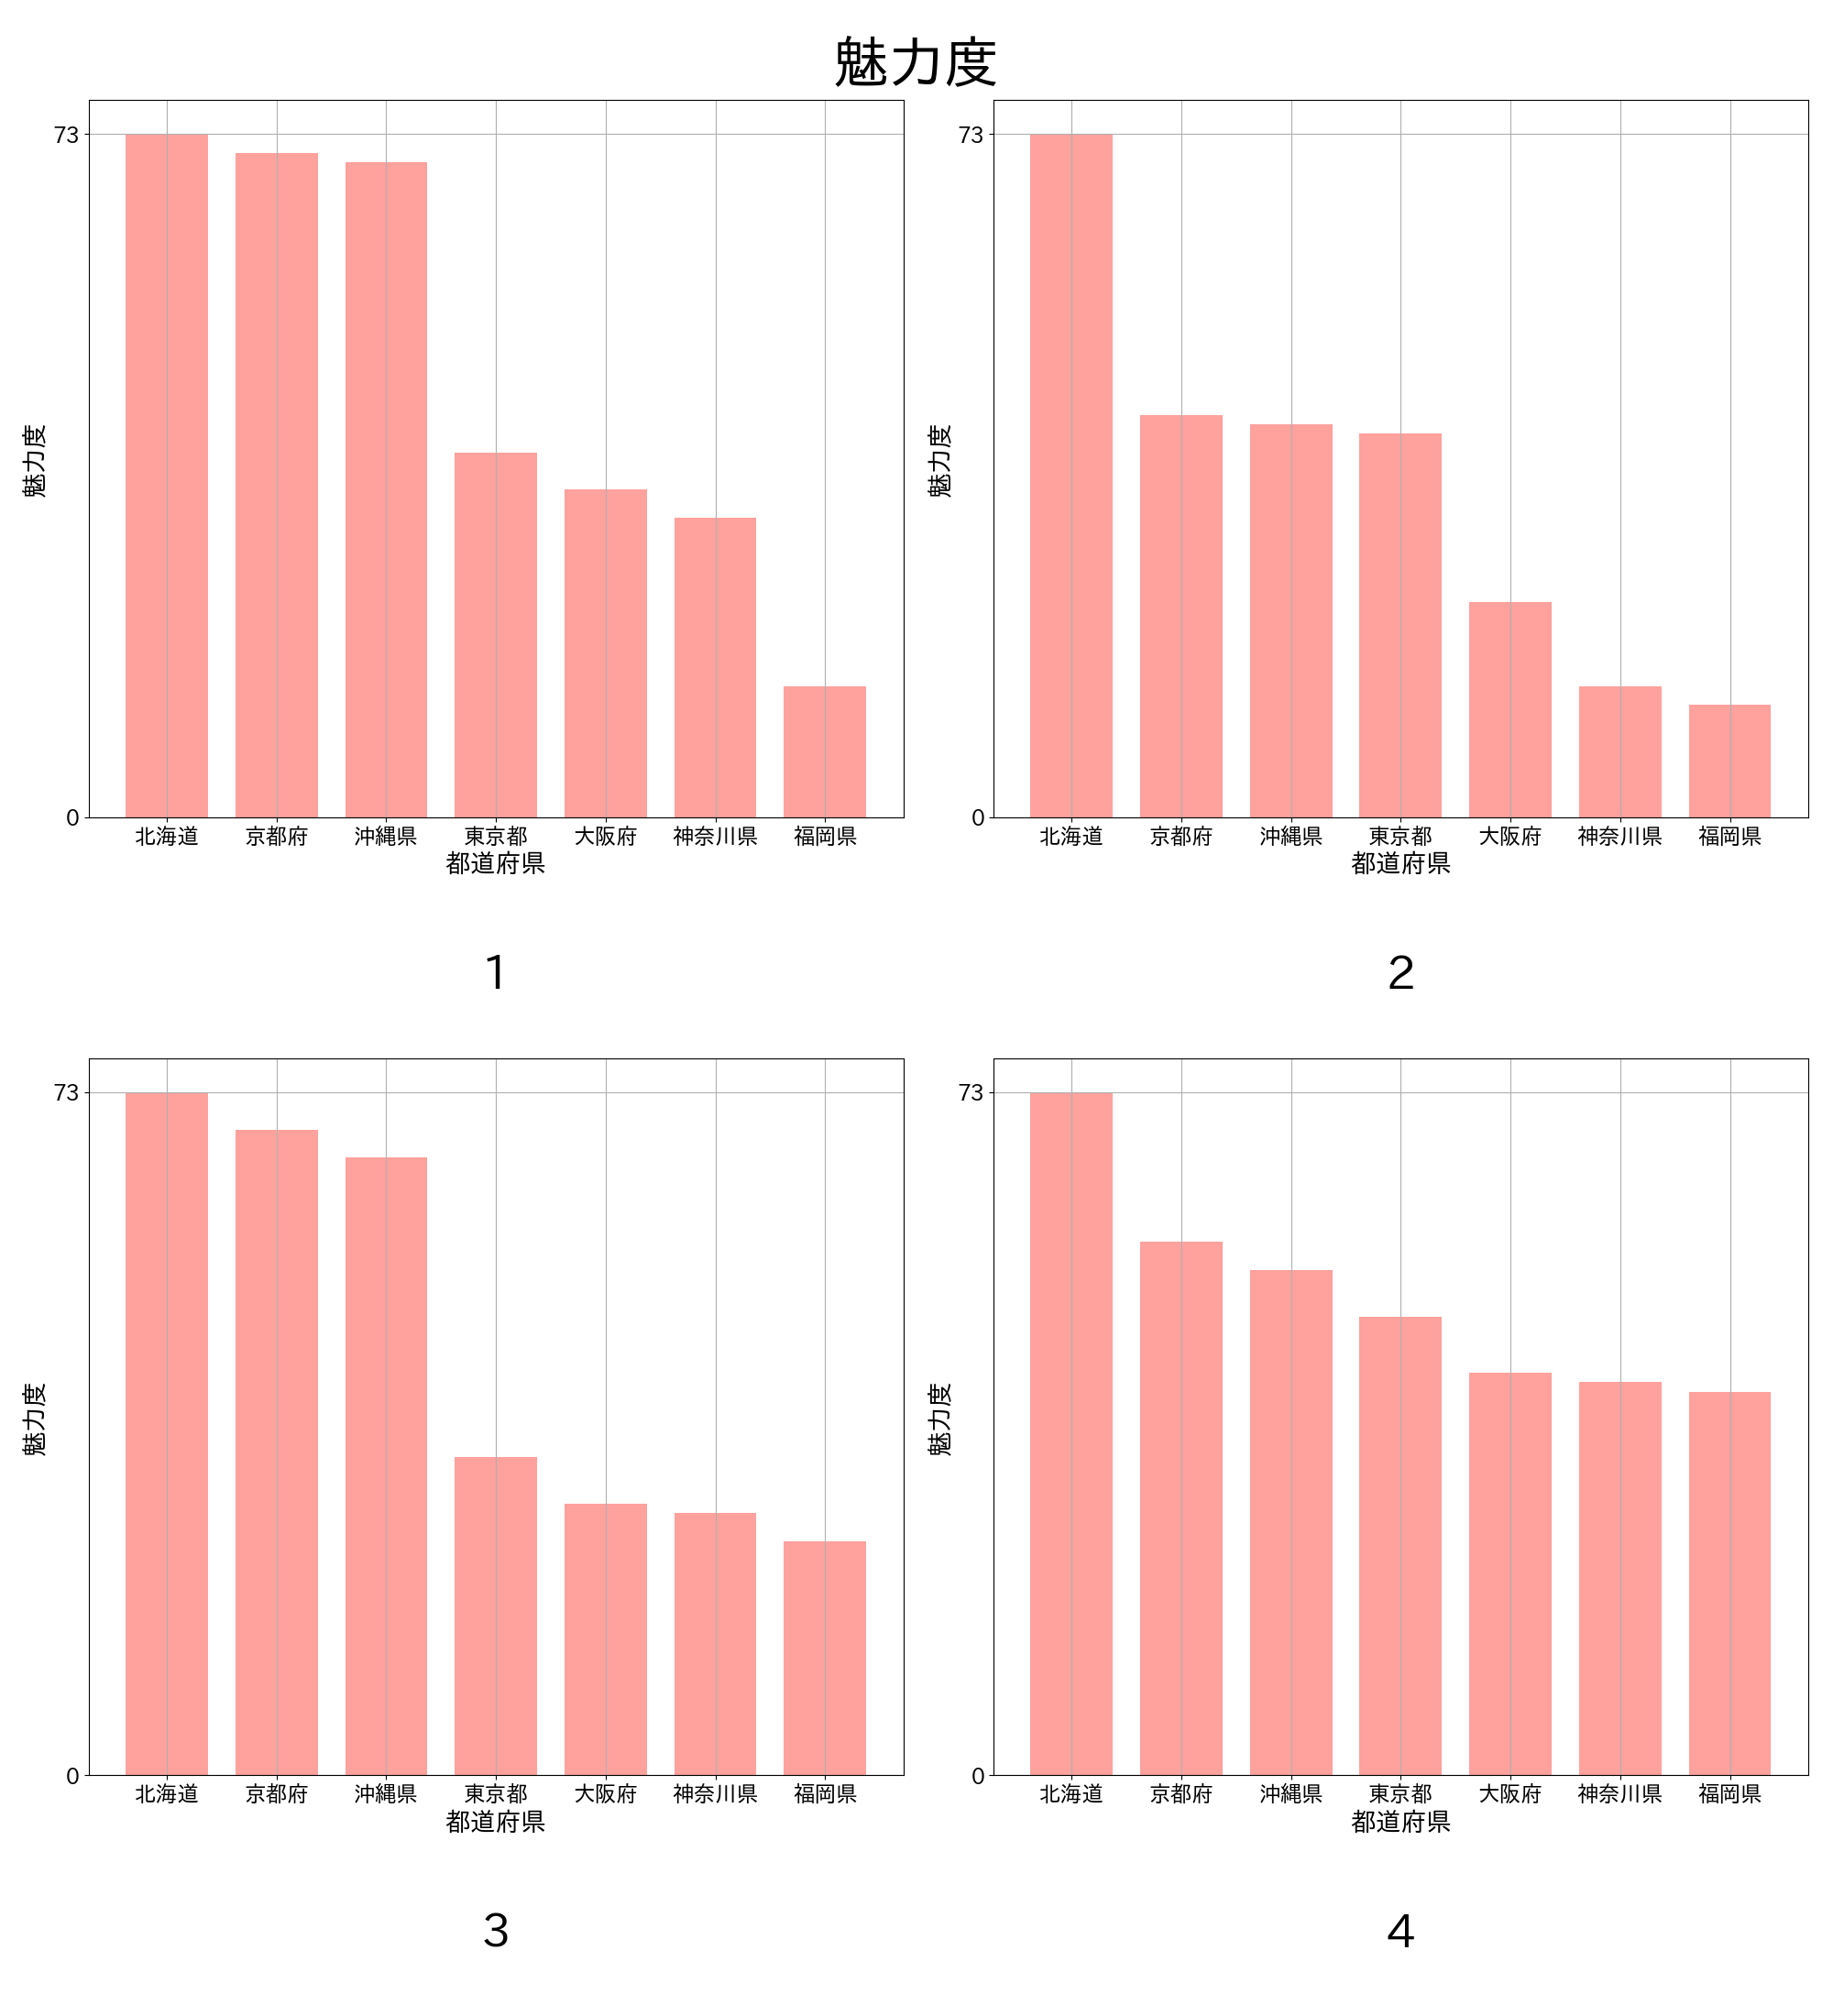 魅力度
73
魅力度
0
北海道 京都府 沖縄県 東京都 大阪府 神奈川県 福岡県
都道府県
1
73
魅力度
0
北海道 京都府 沖縄県 東京都 大阪府 神奈川県 福岡県
都道府県
2
73
魅力度
0
北海道 京都府 沖縄県 東京都 大阪府 神奈川県 福岡県
都道府県
3
73
魅力度
0
北海道 京都府 沖縄県 東京都 大阪府 神奈川県 福岡県
都道府県
4